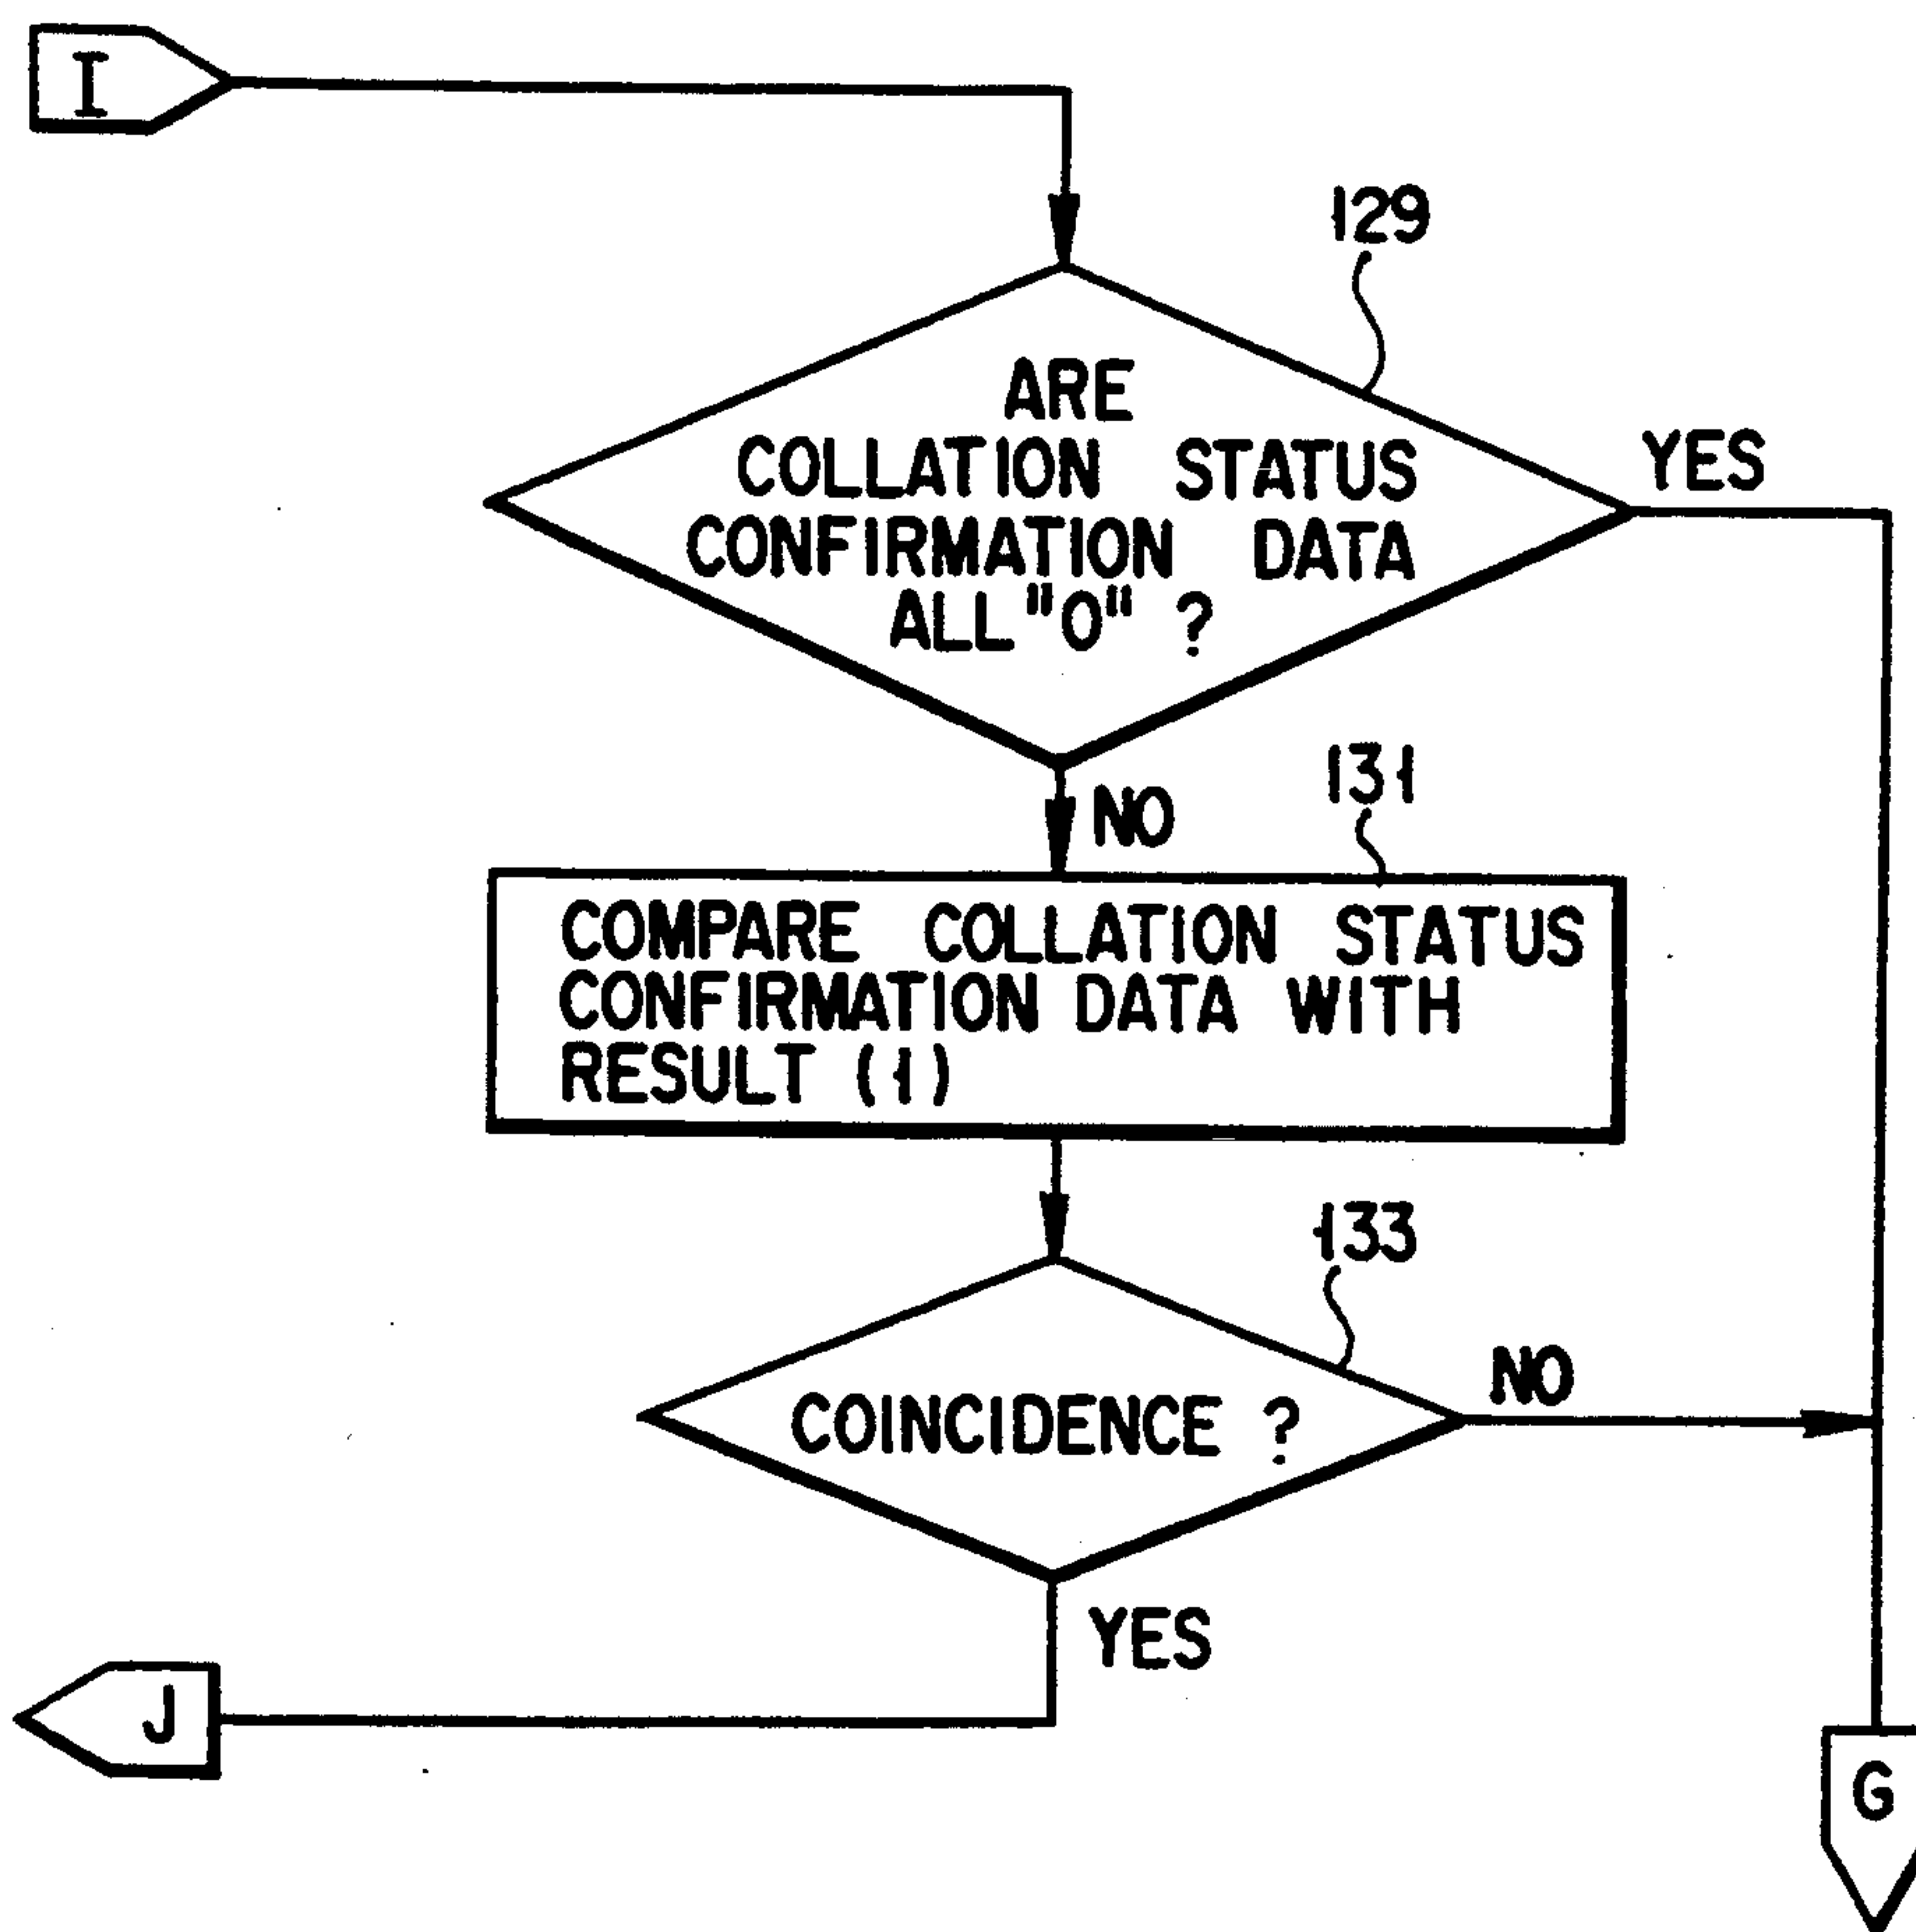 I
129
ARE
COLLATION STATUS
CONFIRMATION DATA
ALL "0" ?
YES
NO
131
COMPARE COLLATION STATUS
CONFIRMATION DATA WITH
RESULT (1)
133
COINCIDENCE ?
NO
YES
J
G